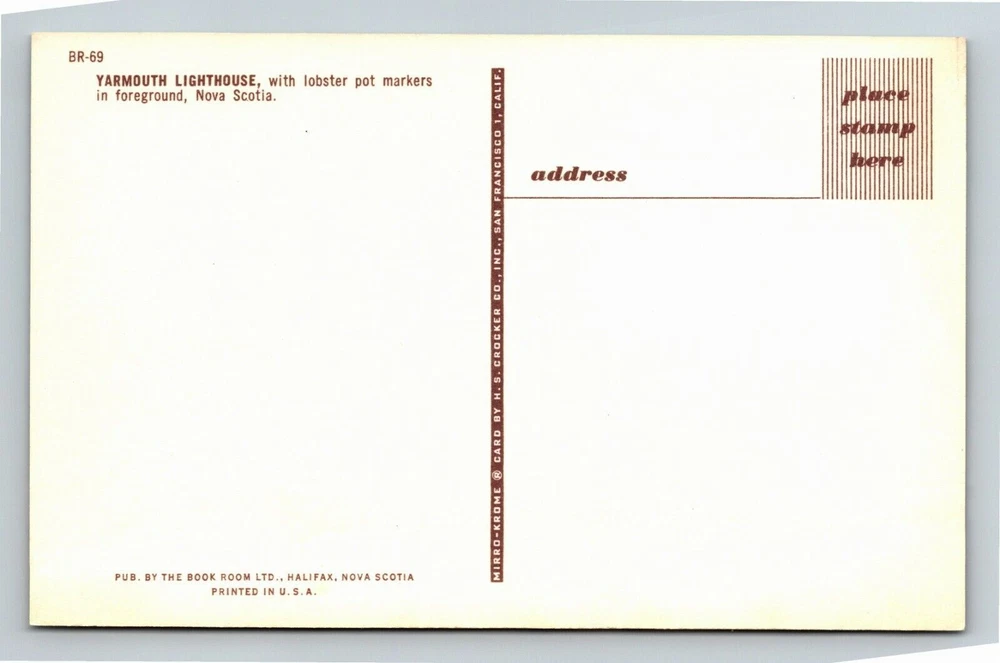 BR-69
YARMOUTH LIGHTHOUSE, with lobster pot markers
in foreground, Nova Scotia.
PUB. BY THE BOOK ROOM LTD., HALIFAX, NOVA SCOTIA
PRINTED IN U.S.A.
MIRRO-KROME ® CARD BY H. S. CROCKER CO., INC., SAN FRANCISCO 1, CALIF.
address
place
stamp
here